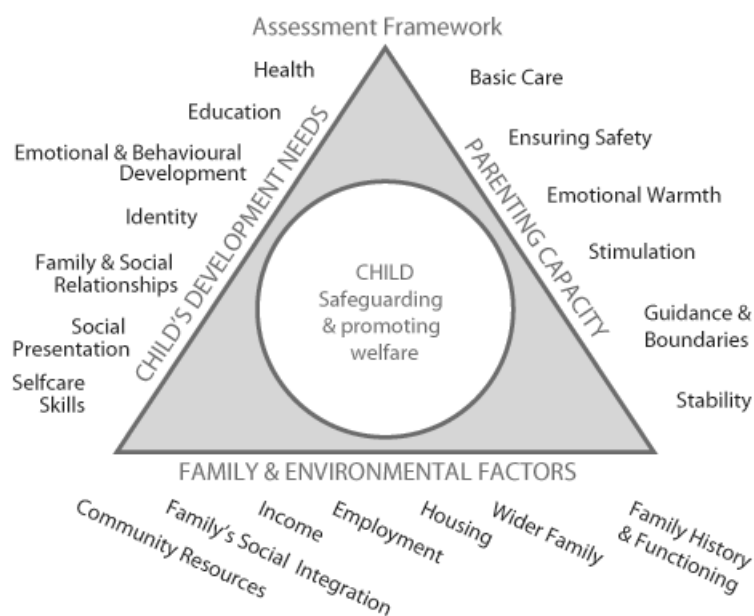 Assessment Framework
Health
Education
Emotional & Behavioural
Development
Identity
Family & Social
Relationships
Social
Presentation
Selfcare
Skills
CHILD'S DEVELOPMENT NEEDS
CHILD
Safeguarding
& promoting
welfare
PARENTING CAPACITY
Basic Care
Ensuring Safety
Emotional Warmth
Stimulation
Guidance &
Boundaries
Stability
FAMILY & ENVIRONMENTAL FACTORS
Community Resources
Family's Social Integration
Income
Employment
Housing
Wider Family
Family History
& Functioning